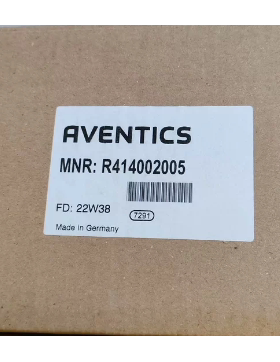 AVENTICS
MNR: R414002005
FD: 22W38
7291
Made in Germany